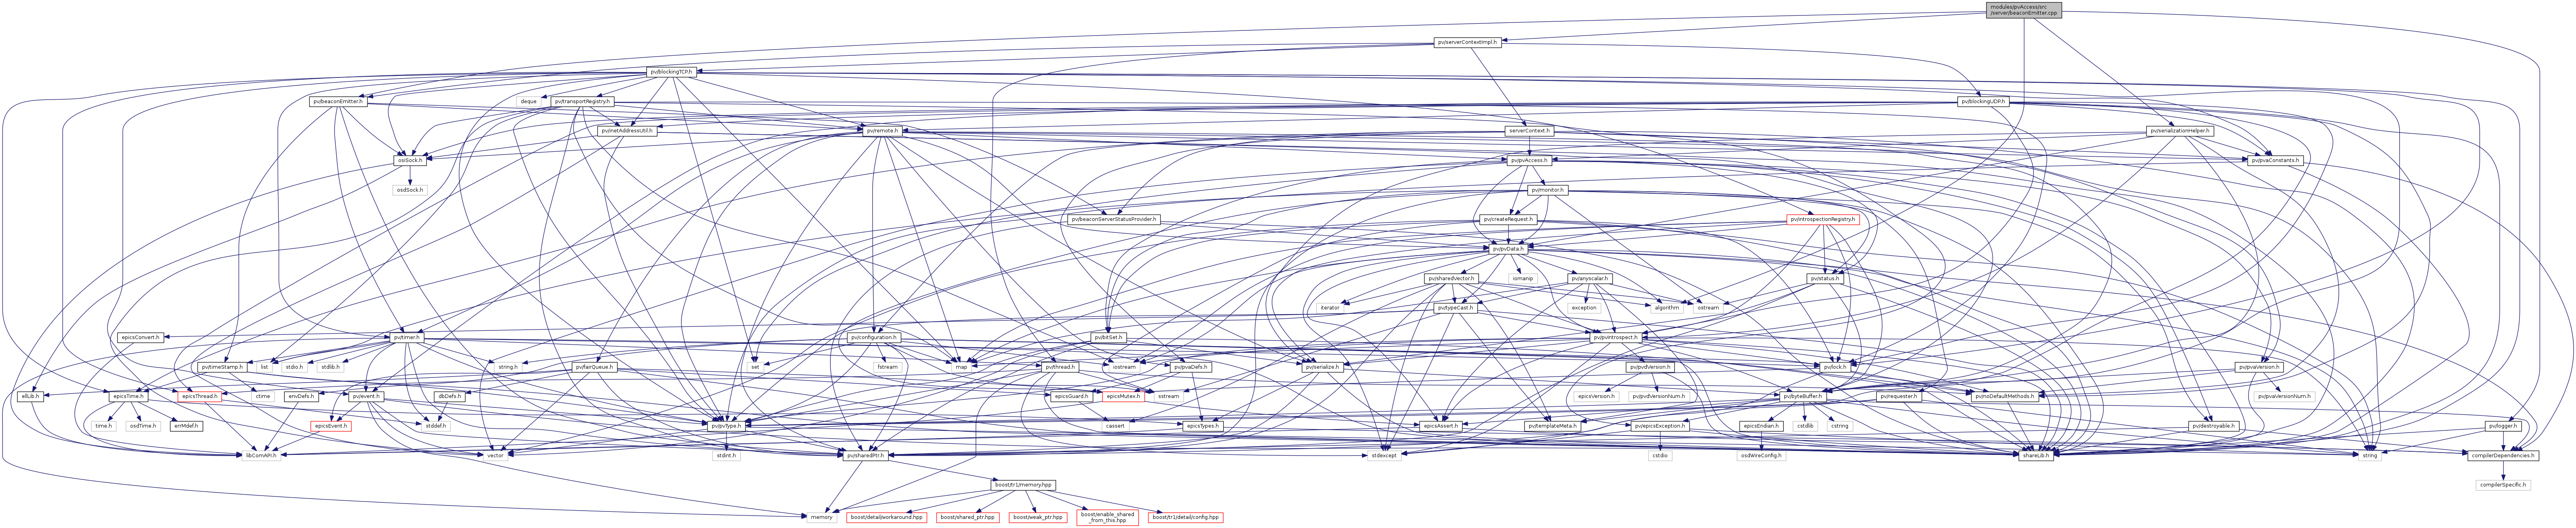 modules/pvAccess/src
/server/beaconEmitter.cpp
pv/serverContextImpl.h
pv/blockingTCP.h
pv/beaconEmitter.h
deque
pv/transportRegistry.h
pv/blockingUDP.h
pv/inetAddressUtil.h
pv/remote.h
serverContext.h
pv/serializationHelper.h
osiSock.h
pv/pvAccess.h
pv/pvaConstants.h
osdSock.h
pv/monitor.h
pv/beaconServerStatusProvider.h
pv/createRequest.h
pv/introspectionRegistry.h
pv/pvData.h
pv/sharedVector.h
iomanip
pv/anyscalar.h
pv/status.h
iterator
pv/typeCast.h
exception
algorithm
ostream
epicsConvert.h
pv/timer.h
pv/configuration.h
pv/bitSet.h
pv/pvIntrospect.h
pv/timeStamp.h
list
stdio.h
stdlib.h
string.h
pv/fairQueue.h
set
fstream
map
iostream
pv/thread.h
pv/pvaDefs.h
pv/serialize.h
pv/pvdVersion.h
pv/lock.h
pv/pvaVersion.h
ellLib.h
epicsTime.h
ctime
epicsThread.h
envDefs.h
pv/event.h
dbDefs.h
epicsGuard.h
epicsMutex.h
sstream
epicsVersion.h
pv/pvdVersionNum.h
pv/byteBuffer.h
pv/requester.h
pv/noDefaultMethods.h
pv/pvaVersionNum.h
time.h
osdTime.h
errMdef.h
epicsEvent.h
stddef.h
pv/pvType.h
cassert
epicsTypes.h
epicsAssert.h
pv/templateMeta.h
pv/epicsException.h
epicsEndian.h
cstdlib
cstring
pv/destroyable.h
pv/logger.h
libComAPI.h
vector
stdint.h
pv/sharedPtr.h
stdexcept
cstdio
osdWireConfig.h
shareLib.h
string
compilerDependencies.h
boost/tr1/memory.hpp
compilerSpecific.h
memory
boost/detail/workaround.hpp
boost/shared_ptr.hpp
boost/weak_ptr.hpp
boost/enable_shared
_from_this.hpp
boost/tr1/detail/config.hpp